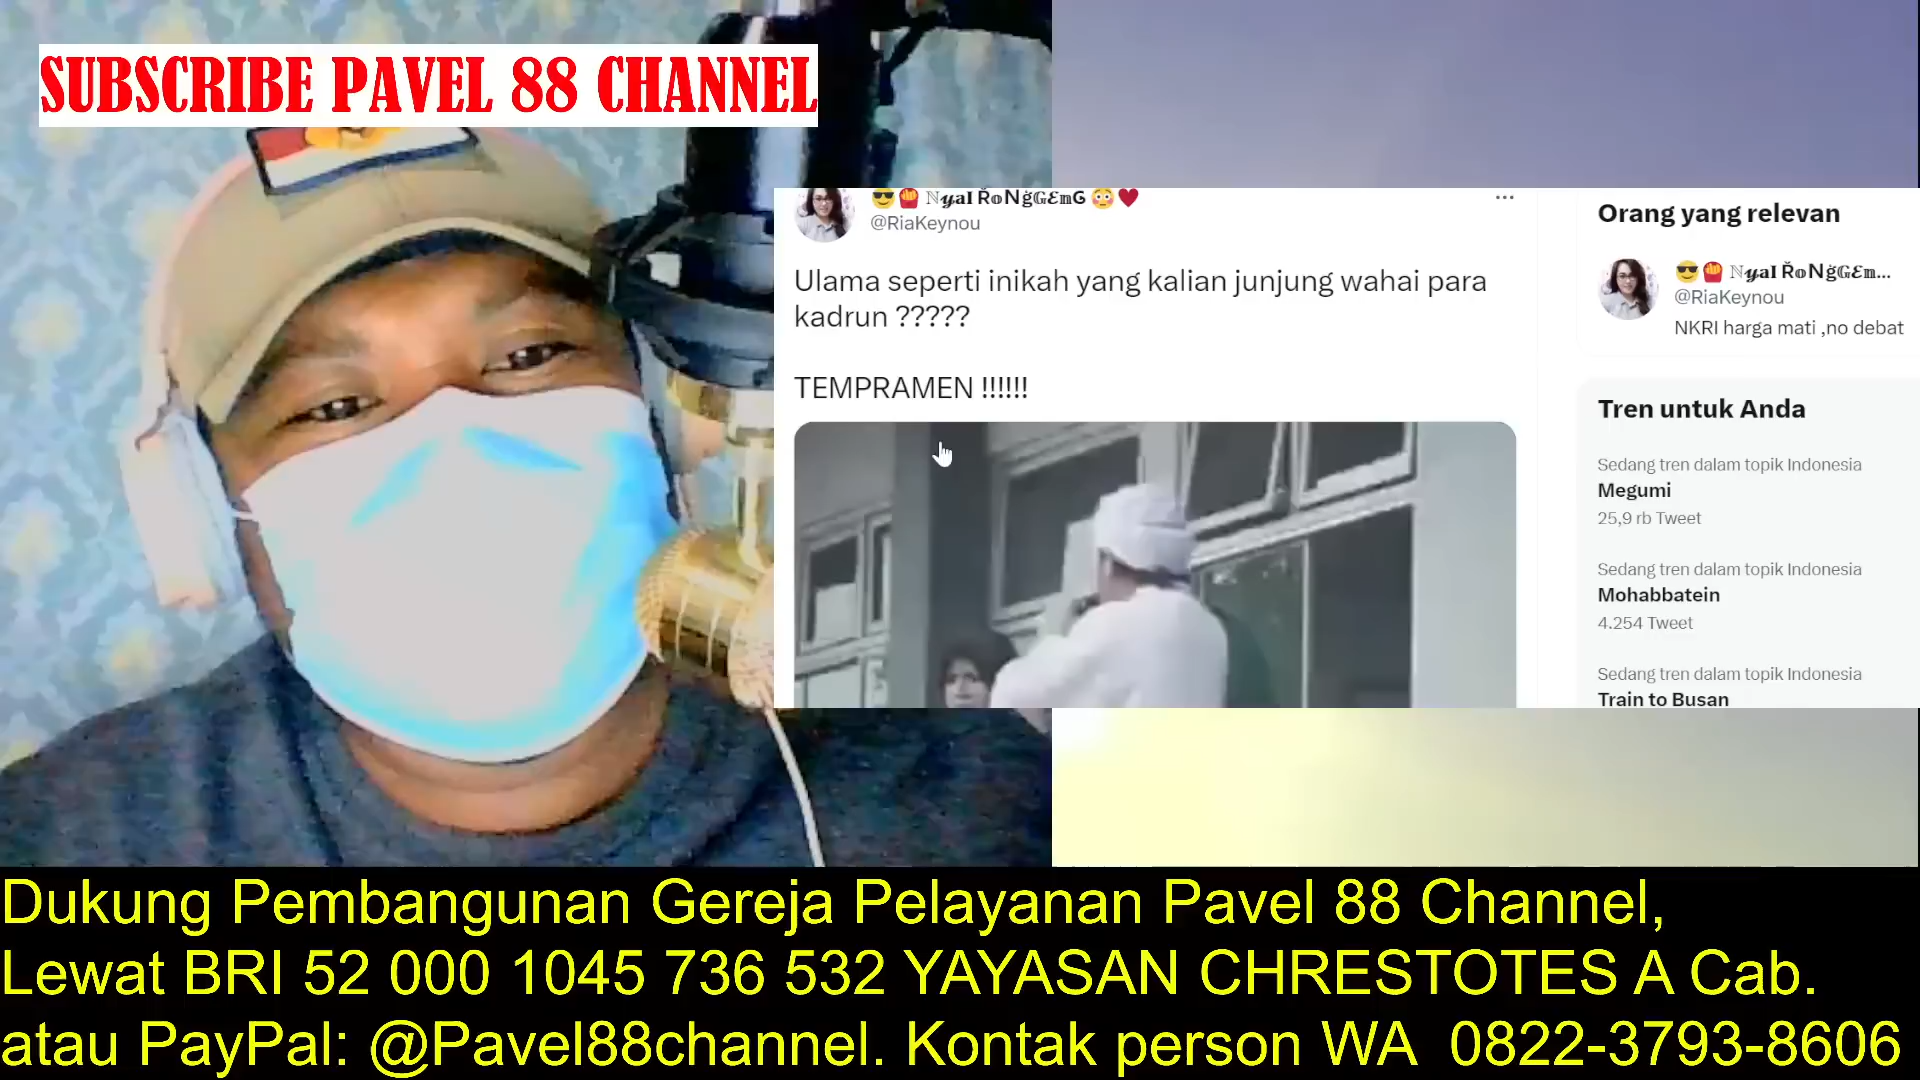 SUBSCRIBE PAVEL 88 CHANNEL
😎🍟 ℕ𝔂𝐚𝐈 ŘσNġ𝔾ℰ𝕟G 😳♥
@RiaKeynou
Ulama seperti inikah yang kalian junjung wahai para
kadrun ?????
TEMPRAMEN !!!!!!
Orang yang relevan
😎🍟 ℕ𝔂𝐚𝐈 ŘσNġ𝔾ℰ𝕟...
@RiaKeynou
NKRI harga mati ,no debat
Tren untuk Anda
Sedang tren dalam topik Indonesia
Megumi
25,9 rb Tweet
Sedang tren dalam topik Indonesia
Mohabbatein
4.254 Tweet
Sedang tren dalam topik Indonesia
Train to Busan
Dukung Pembangunan Gereja Pelayanan Pavel 88 Channel,
Lewat BRI 52 000 1045 736 532 YAYASAN CHRESTOTES A Cab.
atau PayPal: @Pavel88channel. Kontak person WA 0822-3793-8606